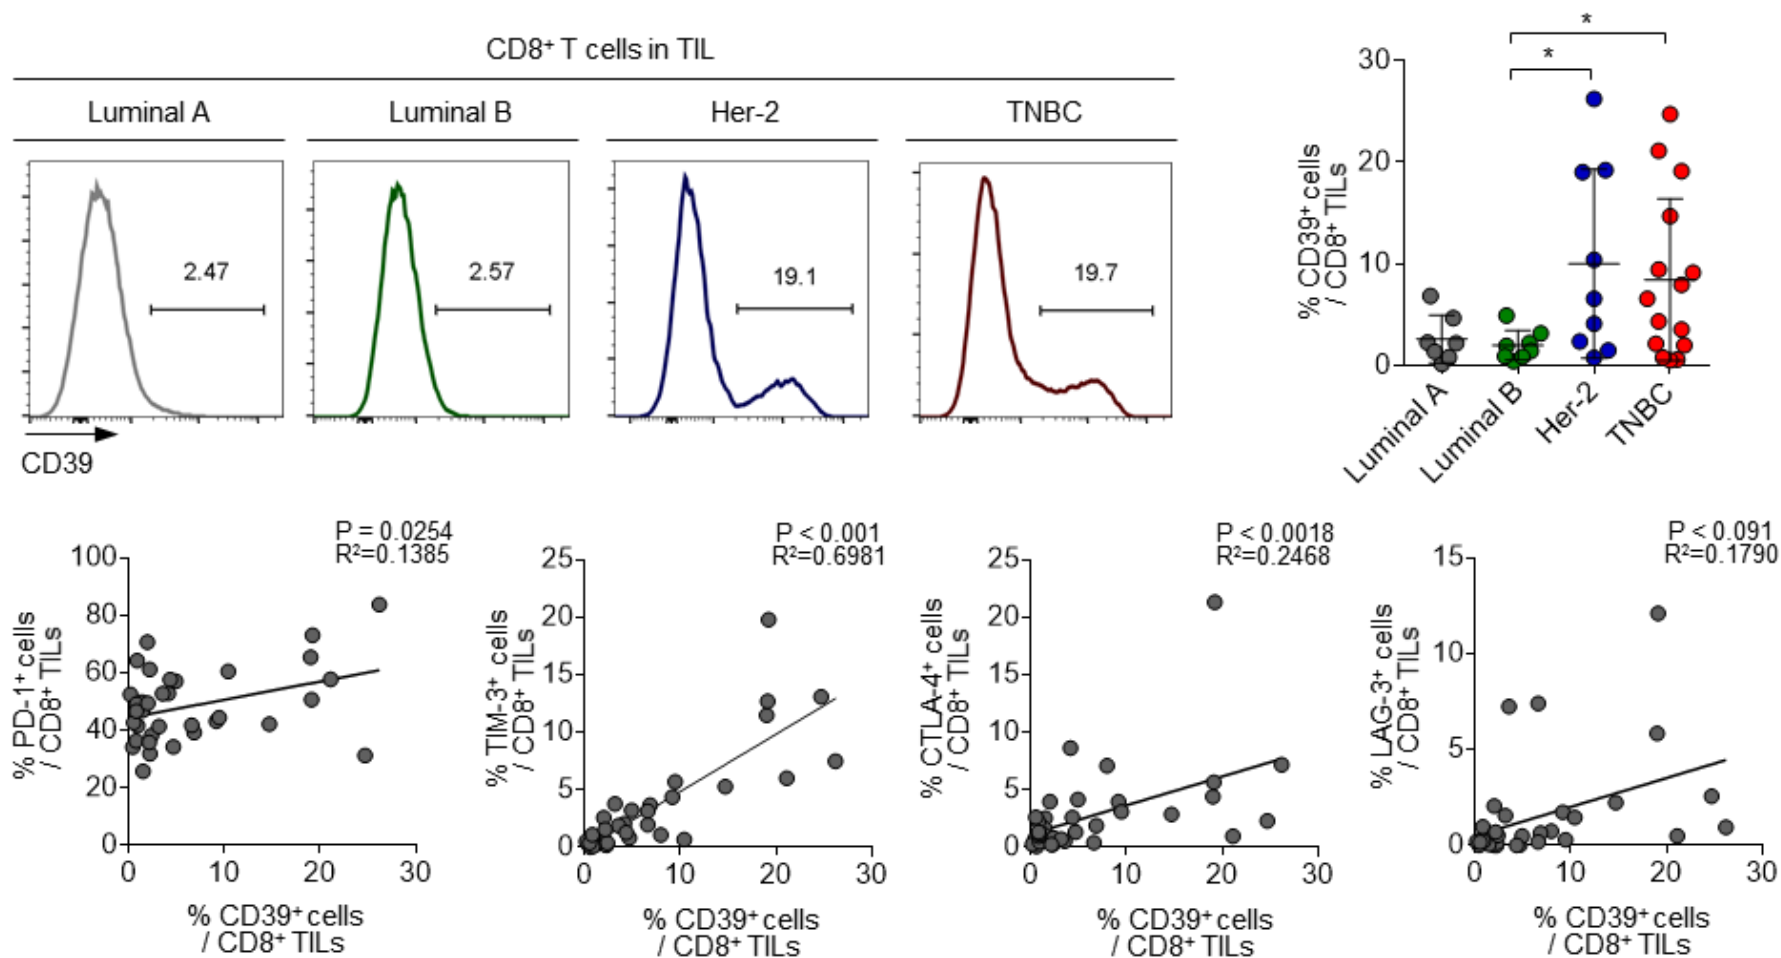 CD8+ T cells in TIL
Luminal A
Luminal B
Her-2
TNBC
2.47
2.57
19.1
19.7
CD39
*
*
30
20
10
0
% CD39+ cells
/ CD8+ TILs
Luminal A
Luminal B
Her-2
TNBC
P = 0.0254
R²=0.1385
100
80
60
40
20
0
% PD-1+ cells
/ CD8+ TILs
0 10 20 30
% CD39+ cells
/ CD8+ TILs
P < 0.001
R²=0.6981
25
20
15
10
5
0
% TIM-3+ cells
/ CD8+ TILs
0 10 20 30
% CD39+ cells
/ CD8+ TILs
P < 0.0018
R²=0.2468
25
20
15
10
5
0
% CTLA-4+ cells
/ CD8+ TILs
0 10 20 30
% CD39+ cells
/ CD8+ TILs
P < 0.091
R²=0.1790
15
10
5
0
% LAG-3+ cells
/ CD8+ TILs
0 10 20 30
% CD39+ cells
/ CD8+ TILs